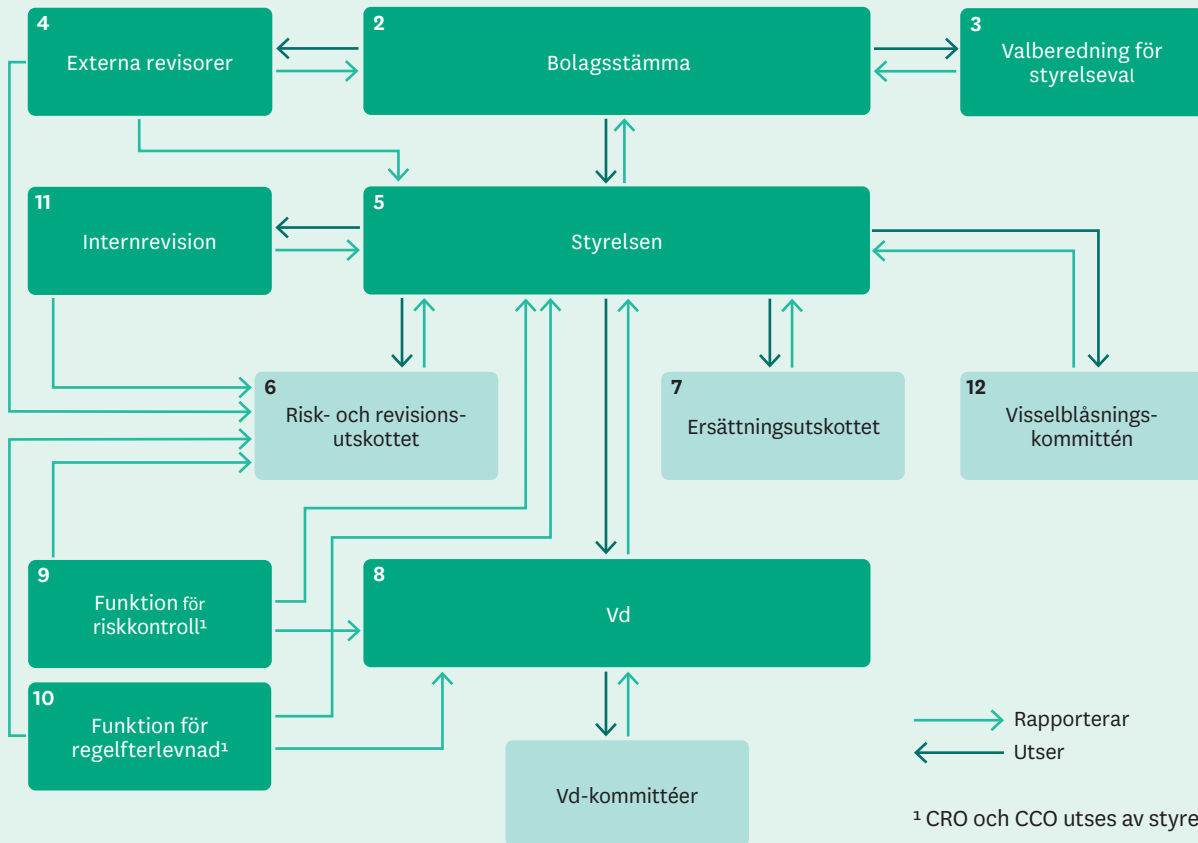 4
Externa revisorer
2
Bolagsstämma
3
Valberedning för
styrelseval
11
Internrevision
5
Styrelsen
6
Risk- och revisions-
utskottet
7
Ersättningsutskottet
12
Visselblåsnings-
kommittén
9
Funktion för
riskkontroll¹
8
Vd
10
Funktion för
regelfterlevnad¹
Vd-kommittéer
Rapporterar
Utser
¹ CRO och CCO utses av styre